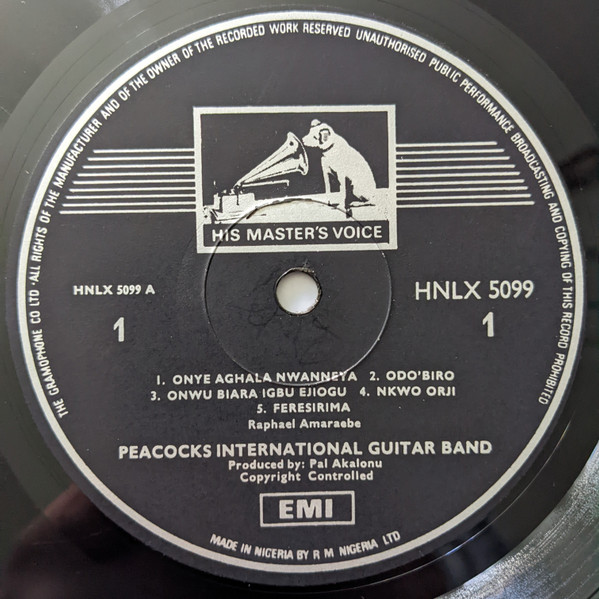 THE GRAMOPHONE CO LTD · ALL RIGHTS OF THE MANUFACTURER AND OF THE OWNER OF THE RECORDED WORK RESERVED UNAUTHORISED PUBLIC PERFORMANCE BROADCASTING AND COPYING OF THIS RECORD PROHIBITED
HIS MASTER'S VOICE
HNLX 5099 A
HNLX 5099
1
1
1. ONYE AGHALA NWANNEYA 2. ODO'BIRO
3. ONWU BIARA IGBU EJIOGU 4. NKWO ORJI
5. FERESIRIMA
Raphael Amaraebe
PEACOCKS INTERNATIONAL GUITAR BAND
Produced by: Pal Akalonu
Copyright Controlled
EMI
MADE IN NIGERIA BY R M NIGERIA LTD